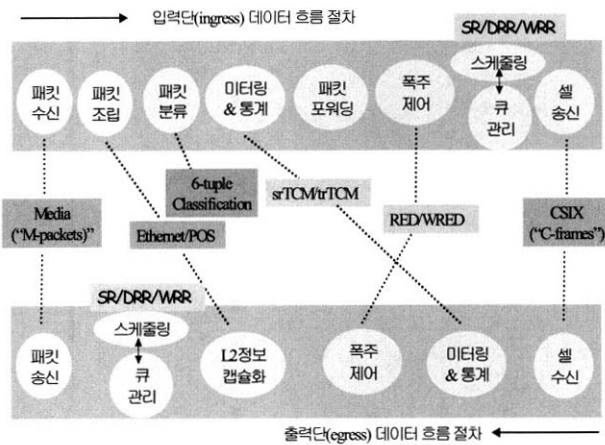 입력단(ingress) 데이터 흐름 절차
SR/DRR/WRR
스케줄링
패킷
수신
패킷
조립
패킷
분류
미터링
& 통계
패킷
포워딩
폭주
제어
큐
관리
셀
송신
6-tuple
Classification
srTCM/trTCM
Media
("M-packets)"
Ethernet/POS
RED/WRED
CSIX
("C-frames")
SR/DRR/WRR
스케줄링
패킷
송신
큐
관리
L2정보
캡슐화
폭주
제어
미터링
& 통계
셀
수신
출력단(egress) 데이터 흐름 절차